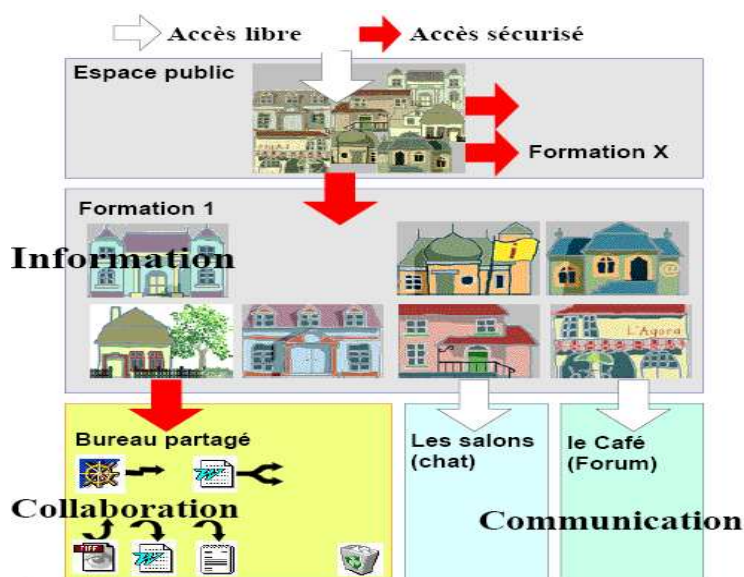 Accès libre
Accès sécurisé
Espace public
Formation X
Formation 1
Information
L'Agora
Bureau partagé
Les salons
(chat)
le Café
(Forum)
Collaboration
Communication
TIFF